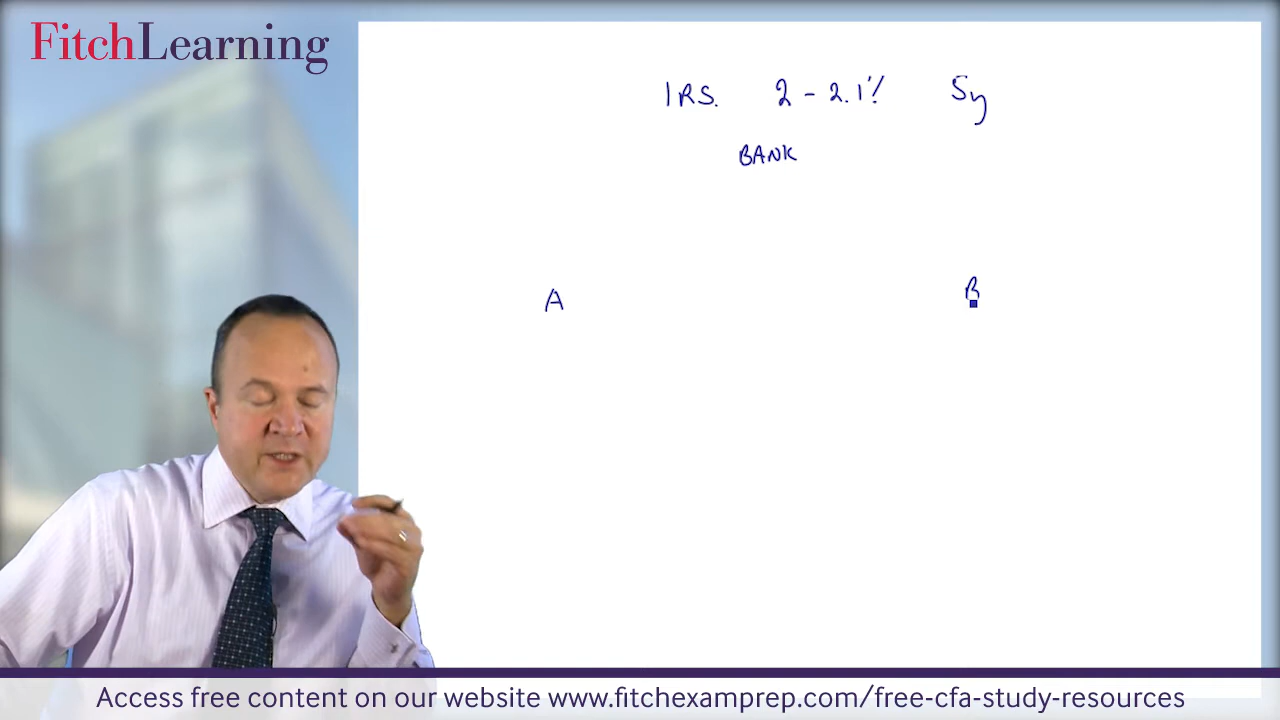 FitchLearning
IRS. 2 - 2.1% 5y
BANK
A B
Access free content on our website www.fitchexamprep.com/free-cfa-study-resources